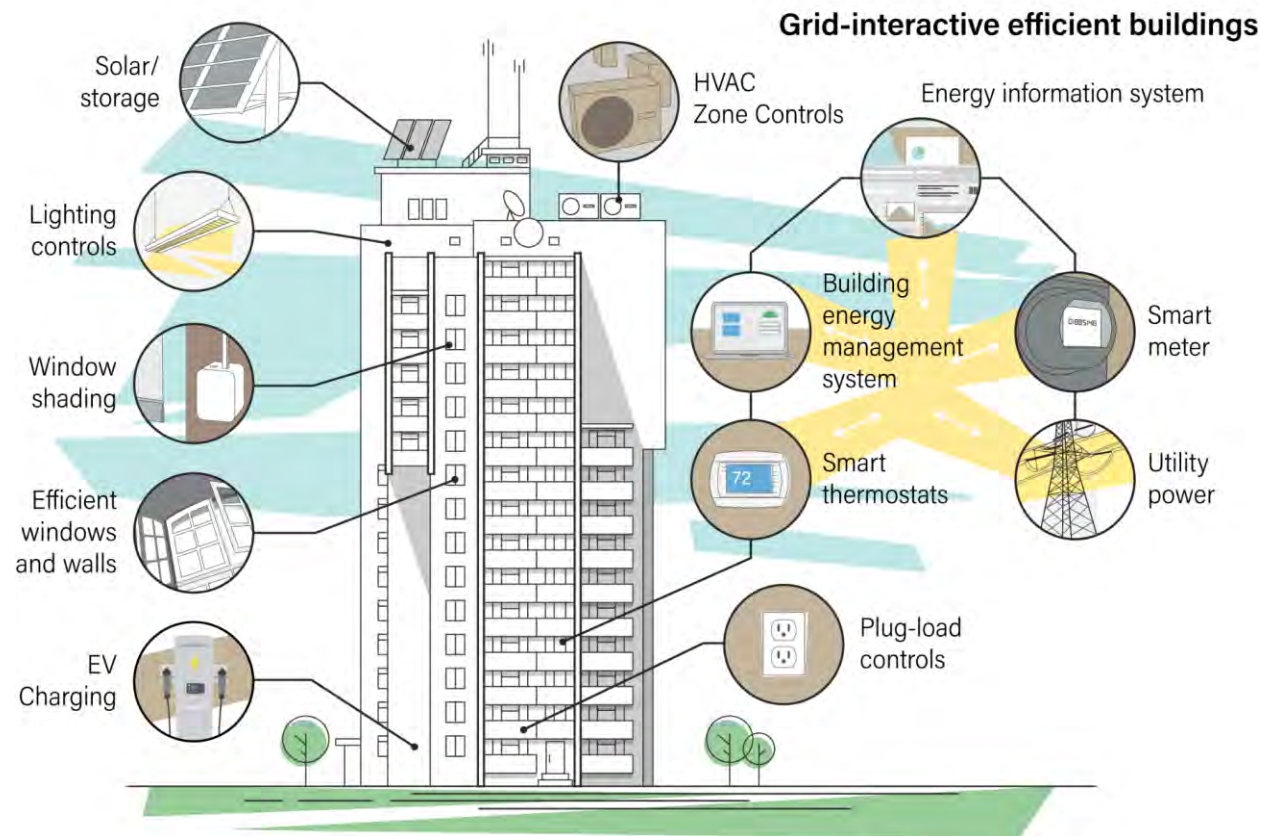 Grid-interactive efficient buildings
Solar/
storage
HVAC
Zone Controls
Energy information system
Lighting
controls
Building
energy
management
system
Smart
meter
Window
shading
72
Smart
thermostats
Utility
power
Efficient
windows
and walls
EV
Charging
Plug-load
controls